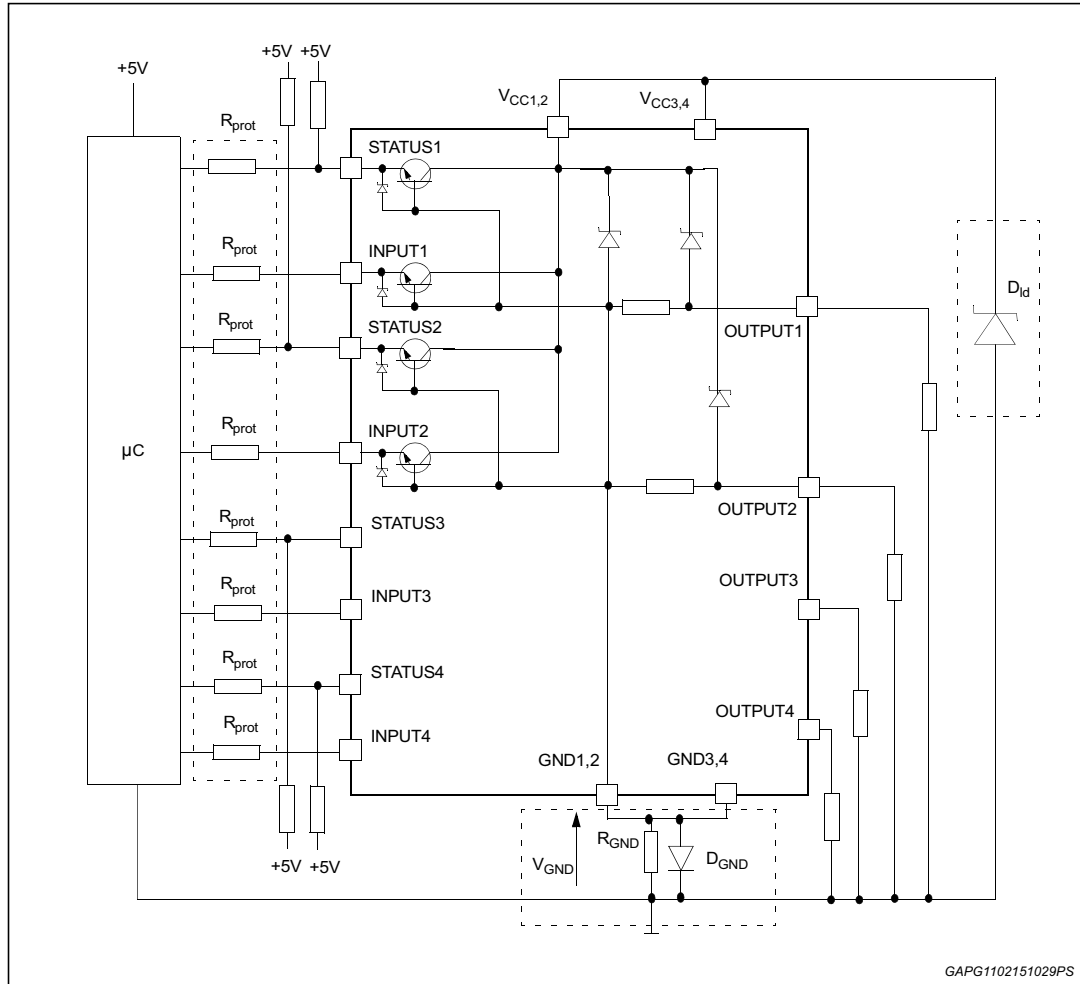 +5V +5V
+5V
V_CC1,2
V_CC3,4
R_prot
STATUS1
R_prot
INPUT1
D_ld
R_prot
STATUS2
OUTPUT1
R_prot
INPUT2
µC
R_prot
STATUS3
OUTPUT2
R_prot
INPUT3
OUTPUT3
R_prot
STATUS4
R_prot
INPUT4
OUTPUT4
GND1,2
GND3,4
R_GND
V_GND
D_GND
+5V +5V
GAPG1102151029PS